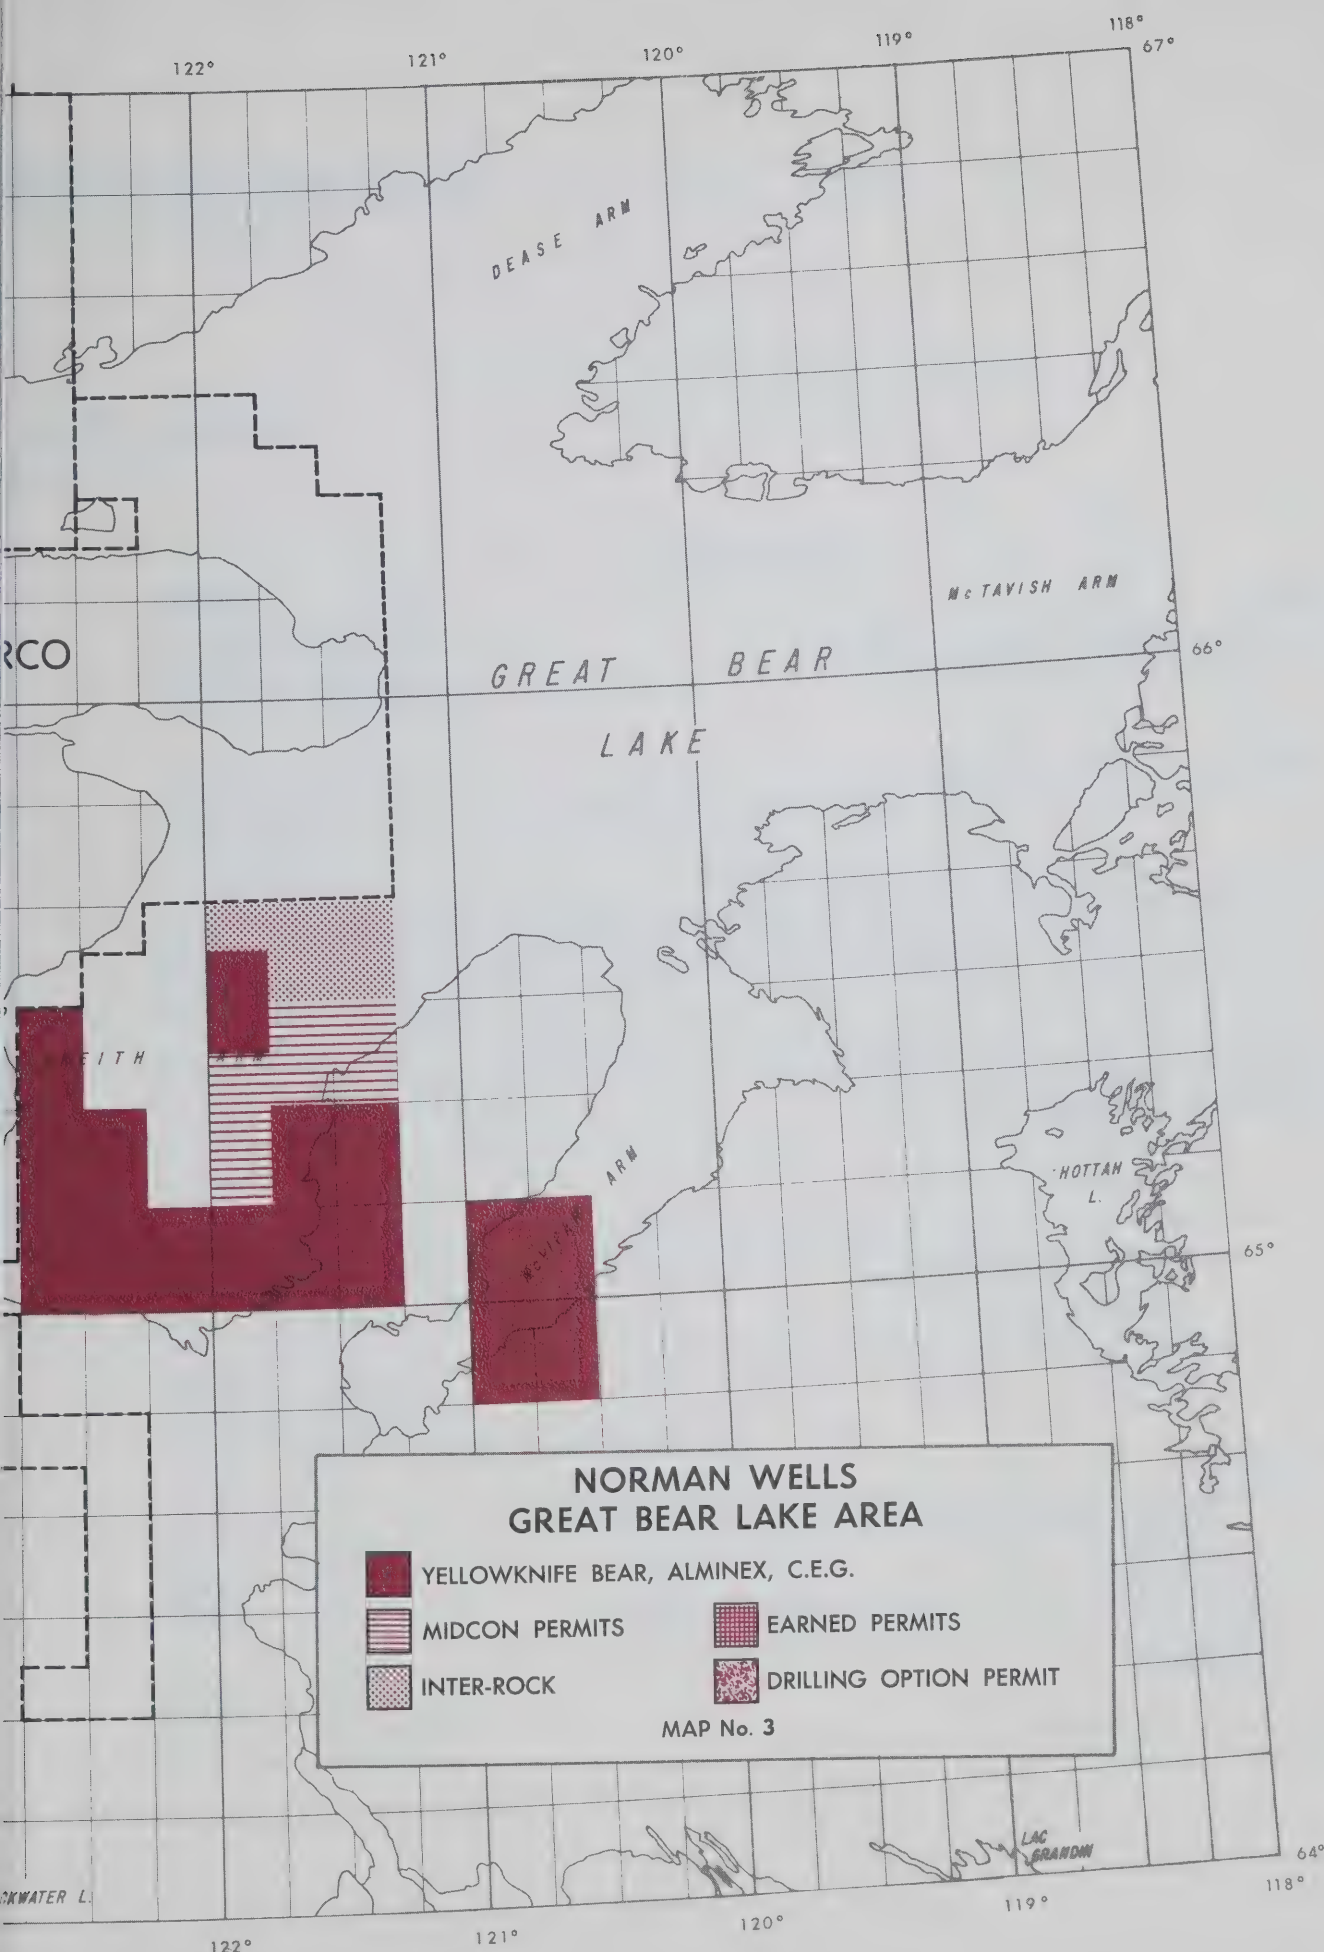 118°
119°
120°
121°
122°
67°
DEASE ARM
McTAVISH ARM
RCO
GREAT BEAR
66°
LAKE
KEITH ARM
ARM
HOTTAH
L.
McVICAR
65°
NORMAN WELLS
GREAT BEAR LAKE AREA
YELLOWKNIFE BEAR, ALMINEX, C.E.G.
MIDCON PERMITS
EARNED PERMITS
INTER-ROCK
DRILLING OPTION PERMIT
MAP No. 3
LAC
GRANDIN
64°
CKWATER L.
118°
119°
120°
121°
122°